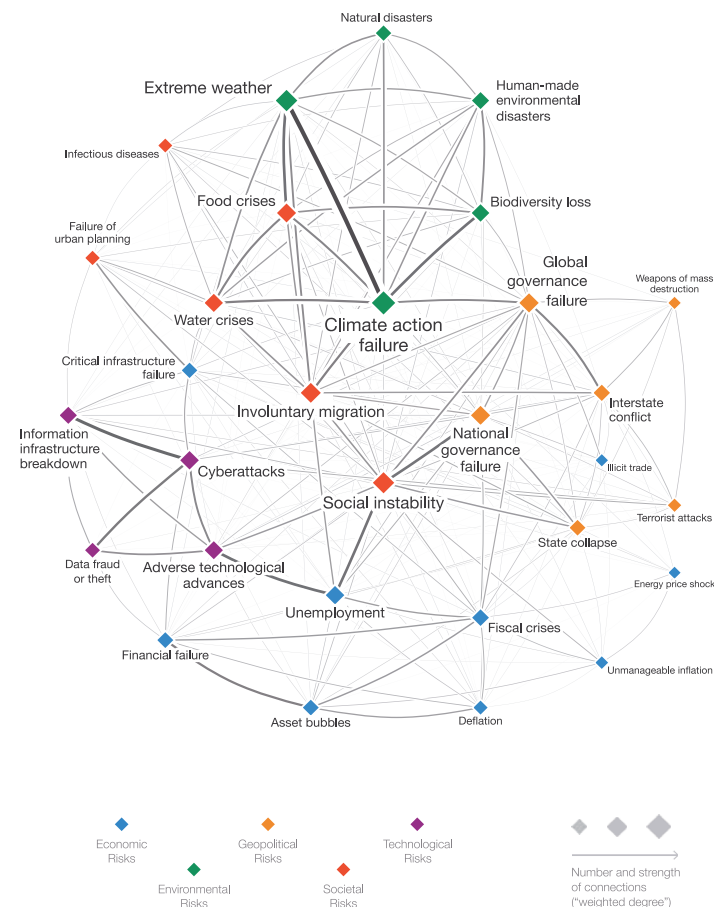 Natural disasters
Extreme weather
Human-made
environmental
disasters
Infectious diseases
Food crises
Biodiversity loss
Failure of
urban planning
Global
governance
failure
Weapons of mass
destruction
Water crises
Climate action
failure
Critical infrastructure
failure
Involuntary migration
Interstate
conflict
Information
infrastructure
breakdown
National
governance
failure
Cyberattacks
Illicit trade
Social instability
Terrorist attacks
State collapse
Data fraud
or theft
Adverse technological
advances
Energy price shock
Unemployment
Fiscal crises
Financial failure
Unmanageable inflation
Asset bubbles
Deflation
Economic
Risks
Geopolitical
Risks
Technological
Risks
Environmental
Risks
Societal
Risks
Number and strength
of connections
("weighted degree")